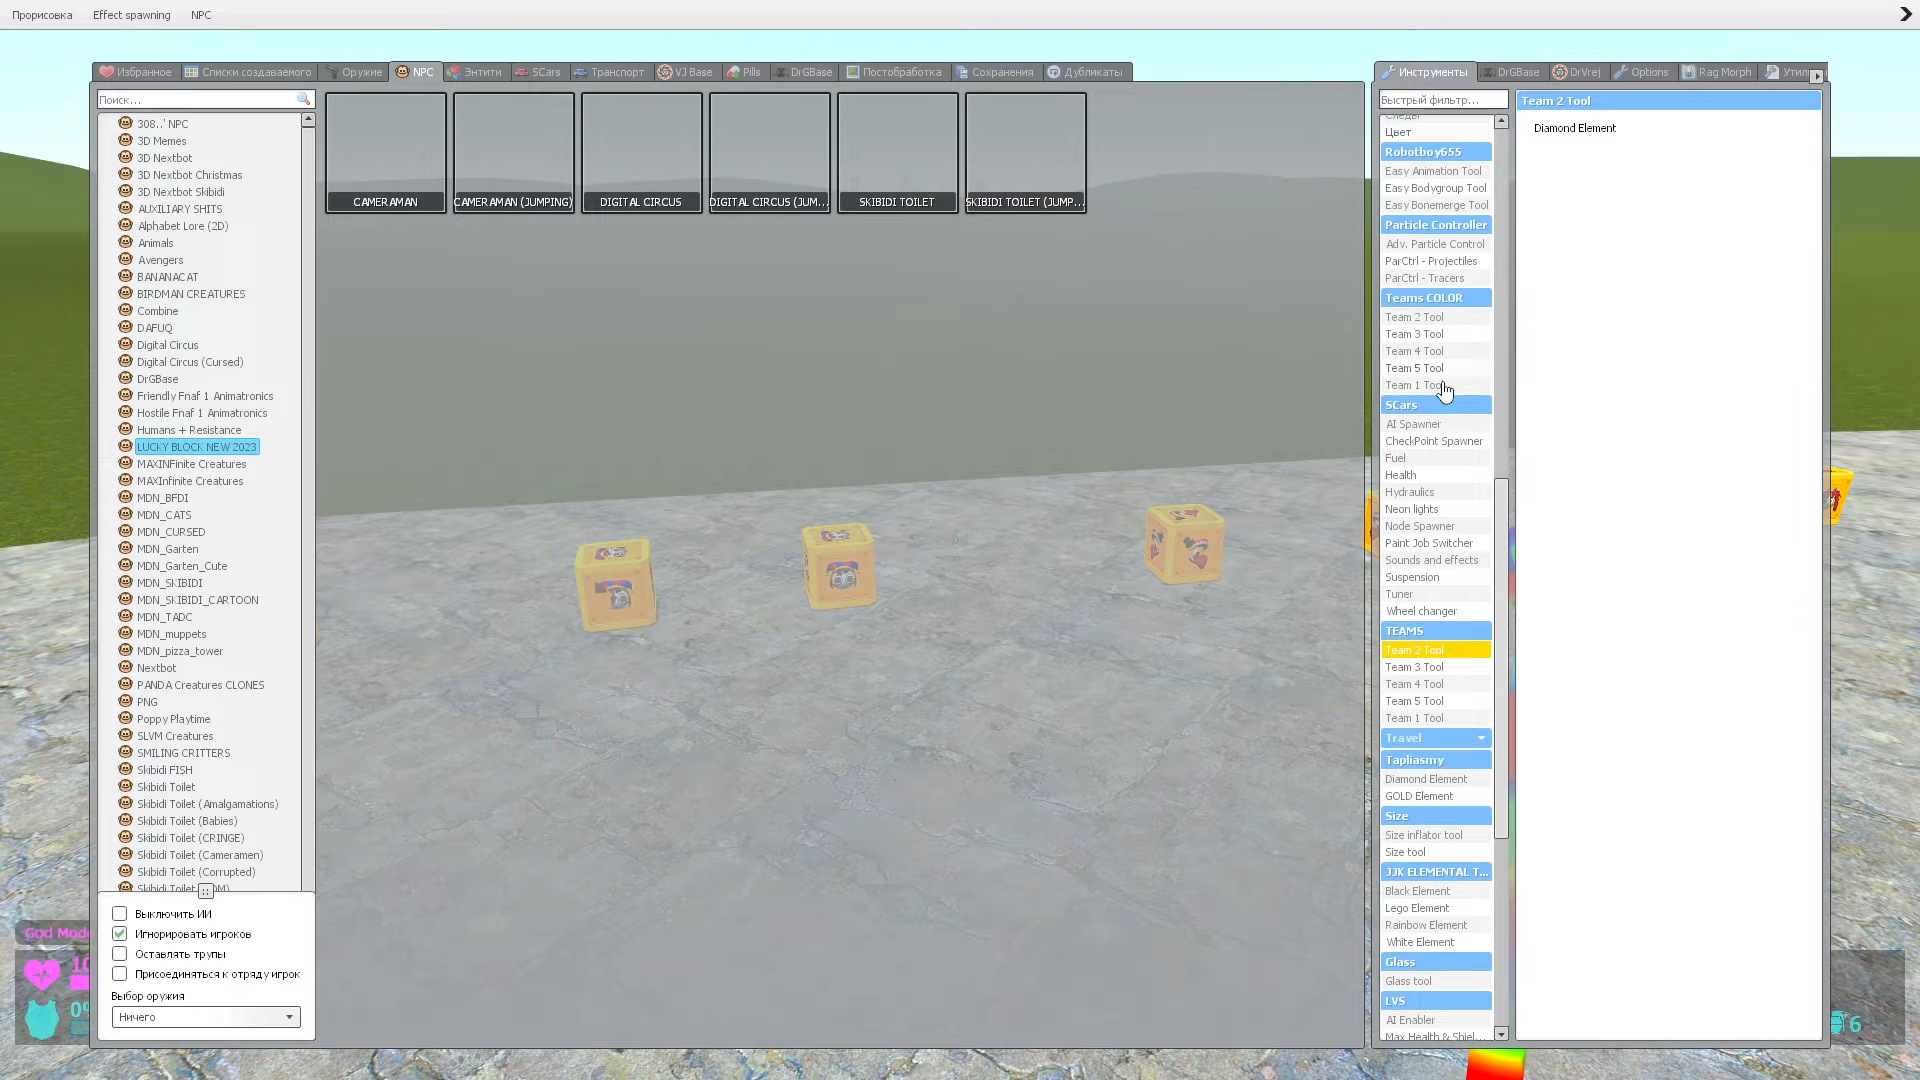 Прорисовка
Effect spawning
NPC
Избранное
Списки создаваемого
Оружие
NPC
Энтити
SCars
Транспорт
VJ Base
Pills
DrGBase
Постобработка
Сохранения
Дубликаты
Поиск...
308..' NPC
3D Memes
3D Nextbot
3D Nextbot Christmas
3D Nextbot Skibidi
AUXILIARY SHITS
Alphabet Lore (2D)
Animals
Avengers
BANANACAT
BIRDMAN CREATURES
Combine
DAFUQ
Digital Circus
Digital Circus (Cursed)
DrGBase
Friendly Fnaf 1 Animatronics
Hostile Fnaf 1 Animatronics
Humans + Resistance
LUCKY BLOCK NEW 2023
MAXINFinite Creatures
MAXInfinite Creatures
MDN_BFDI
MDN_CATS
MDN_CURSED
MDN_Garten
MDN_Garten_Cute
MDN_SKIBIDI
MDN_SKIBIDI_CARTOON
MDN_TADC
MDN_muppets
MDN_pizza_tower
Nextbot
PANDA Creatures CLONES
PNG
Poppy Playtime
SLVM Creatures
SMILING CRITTERS
Skibidi FISH
Skibidi Toilet
Skibidi Toilet (Amalgamations)
Skibidi Toilet (Babies)
Skibidi Toilet (CRINGE)
Skibidi Toilet (Cameramen)
Skibidi Toilet (Corrupted)
Skibidi Toilet
Выключить ИИ
Игнорировать игроков
Оставлять трупы
Присоединяться к отряду игрок
Выбор оружия
Ничего
CAMERAMAN
CAMERAMAN (JUMPING)
DIGITAL CIRCUS
DIGITAL CIRCUS (JUM...
SKIBIDI TOILET
SKIBIDI TOILET (JUMP...
God Mode
10
0%
Инструменты
DrGBase
DrVrej
Options
Rag Morph
Утили
Быстрый фильтр...
Цвет
Robotboy655
Easy Animation Tool
Easy Bodygroup Tool
Easy Bonemerge Tool
Particle Controller
Adv. Particle Control
ParCtrl - Projectiles
ParCtrl - Tracers
Teams COLOR
Team 2 Tool
Team 3 Tool
Team 4 Tool
Team 5 Tool
Team 1 Tool
SCars
AI Spawner
CheckPoint Spawner
Fuel
Health
Hydraulics
Neon lights
Node Spawner
Paint Job Switcher
Sounds and effects
Suspension
Tuner
Wheel changer
TEAMS
Team 2 Tool
Team 3 Tool
Team 4 Tool
Team 5 Tool
Team 1 Tool
Travel
Tapliasmy
Diamond Element
GOLD Element
Size
Size inflator tool
Size tool
JJK ELEMENTAL T...
Black Element
Lego Element
Rainbow Element
White Element
Glass
Glass tool
LVS
AI Enabler
Max Health & Shiel...
Team 2 Tool
Diamond Element
6